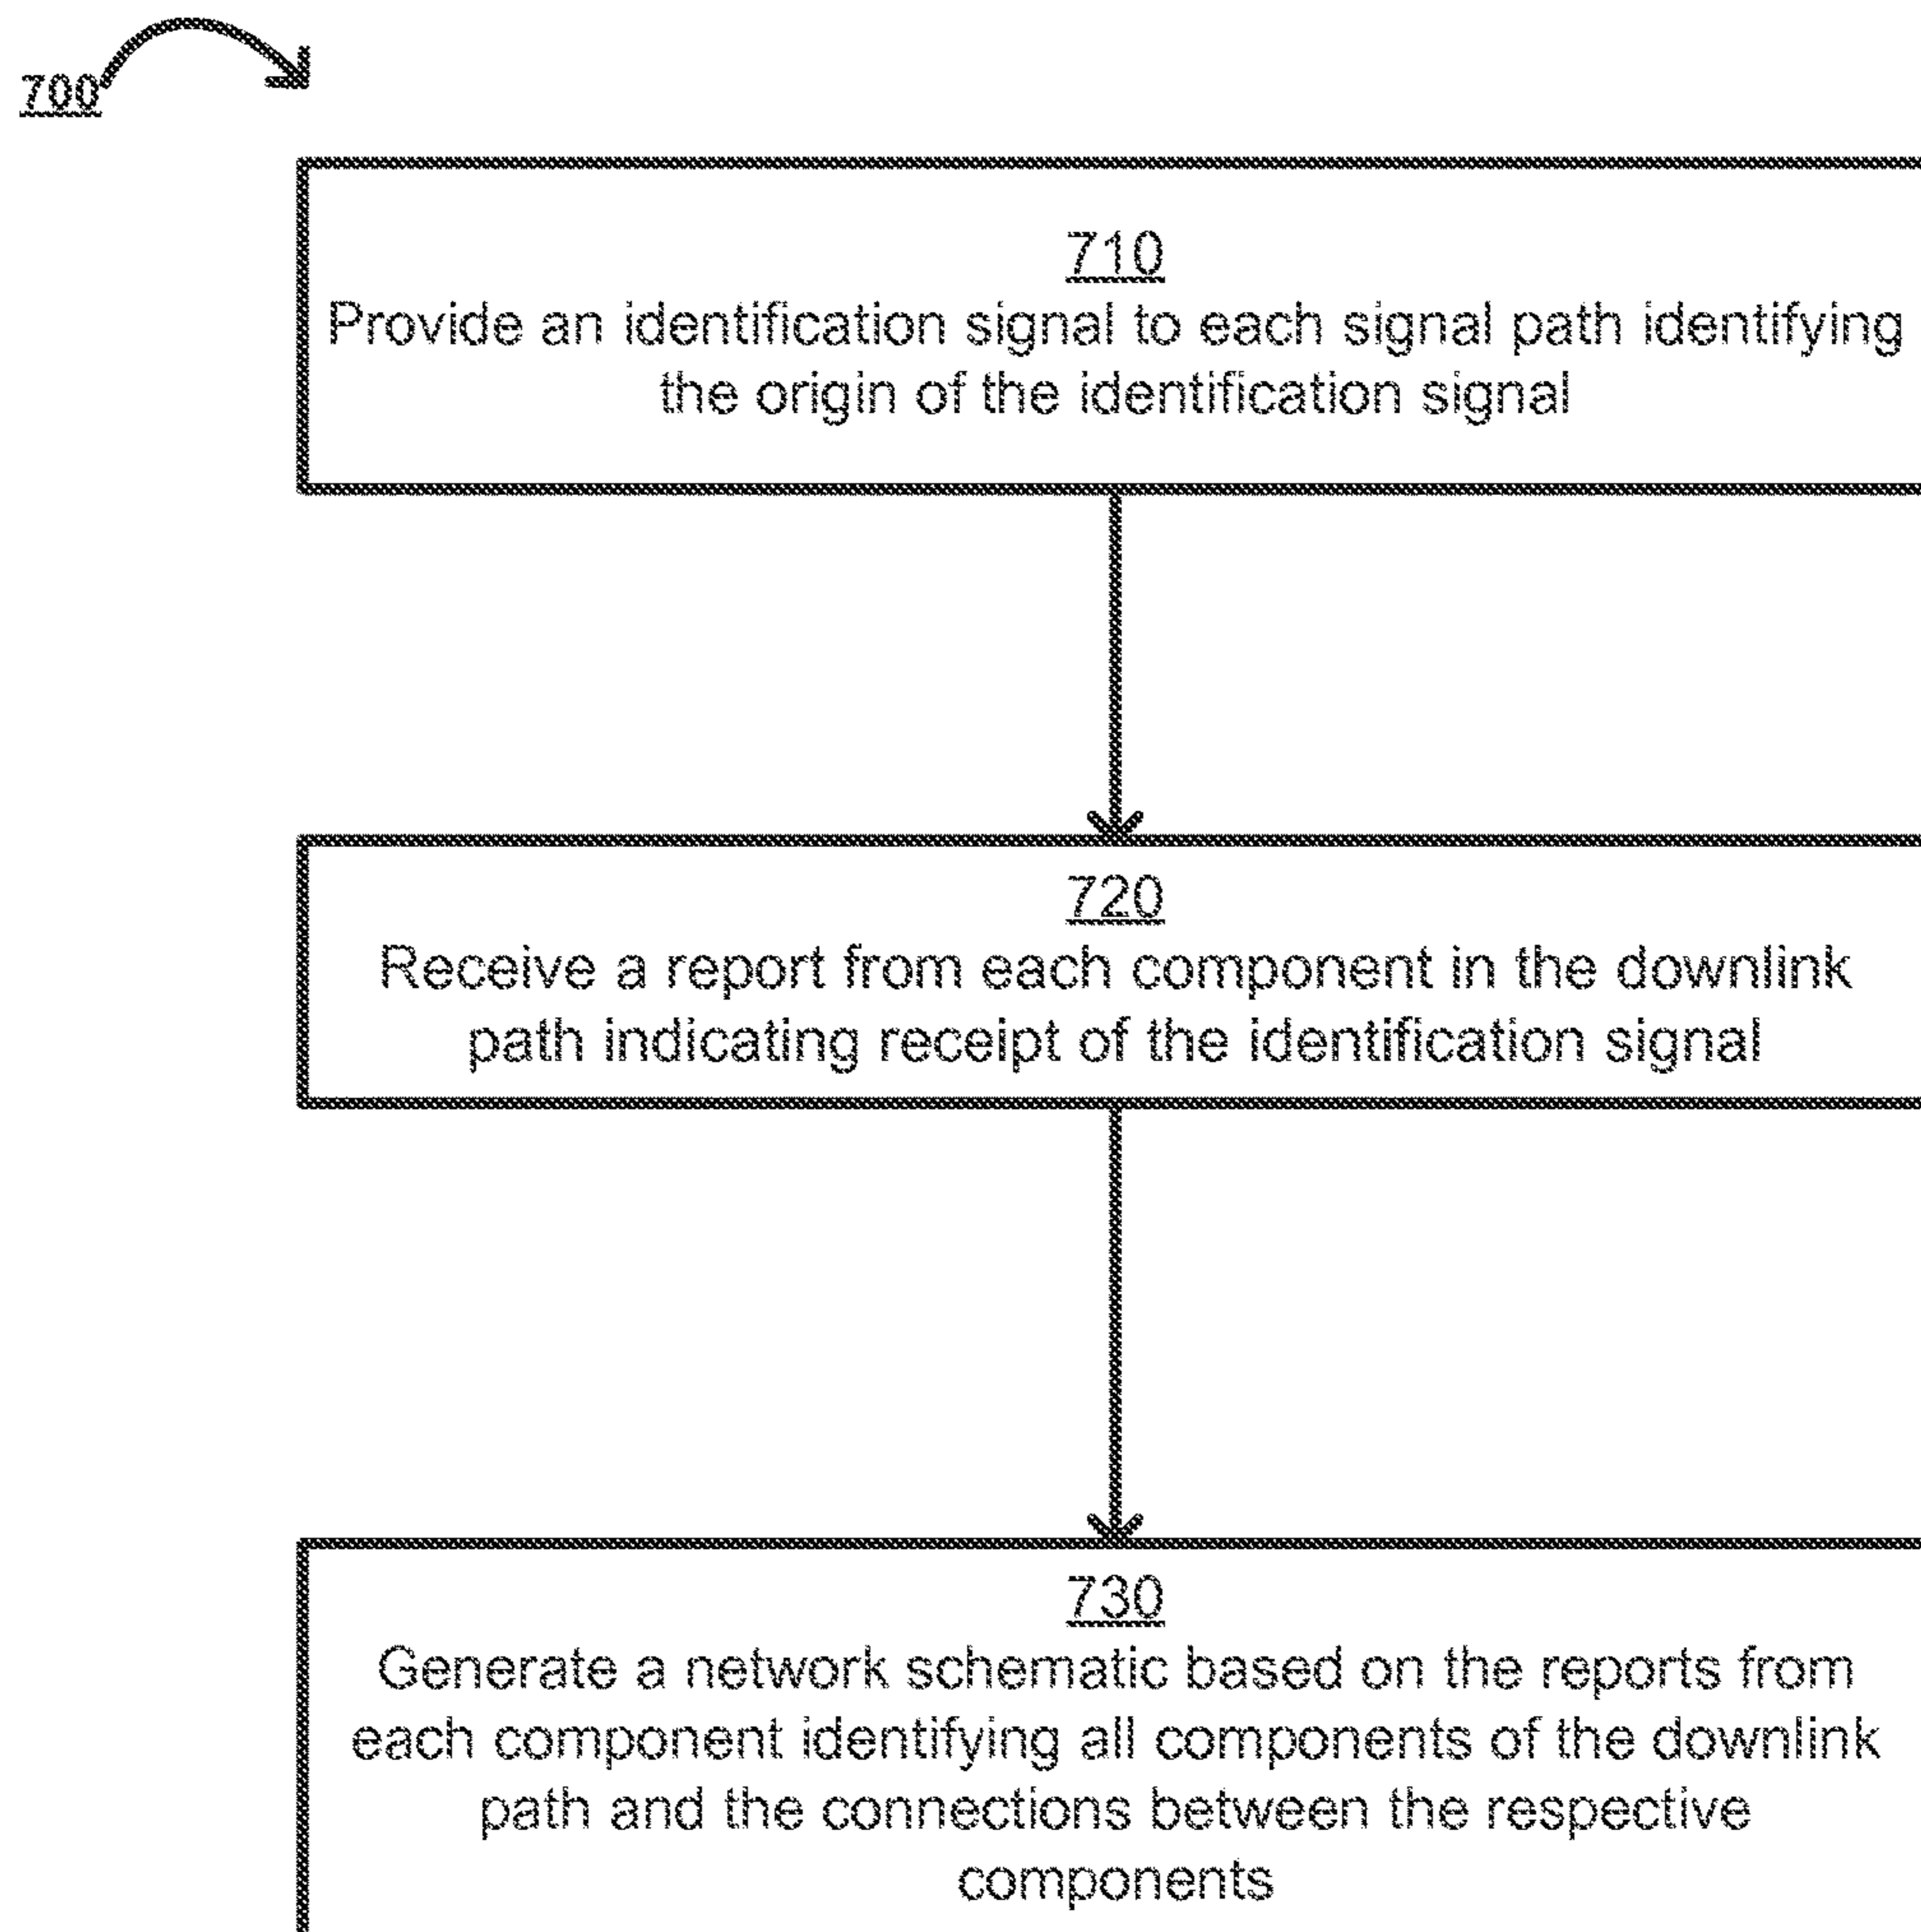 700
710
Provide an identification signal to each signal path identifying
the origin of the identification signal
720
Receive a report from each component in the downlink
path indicating receipt of the identification signal
730
Generate a network schematic based on the reports from
each component identifying all components of the downlink
path and the connections between the respective
components